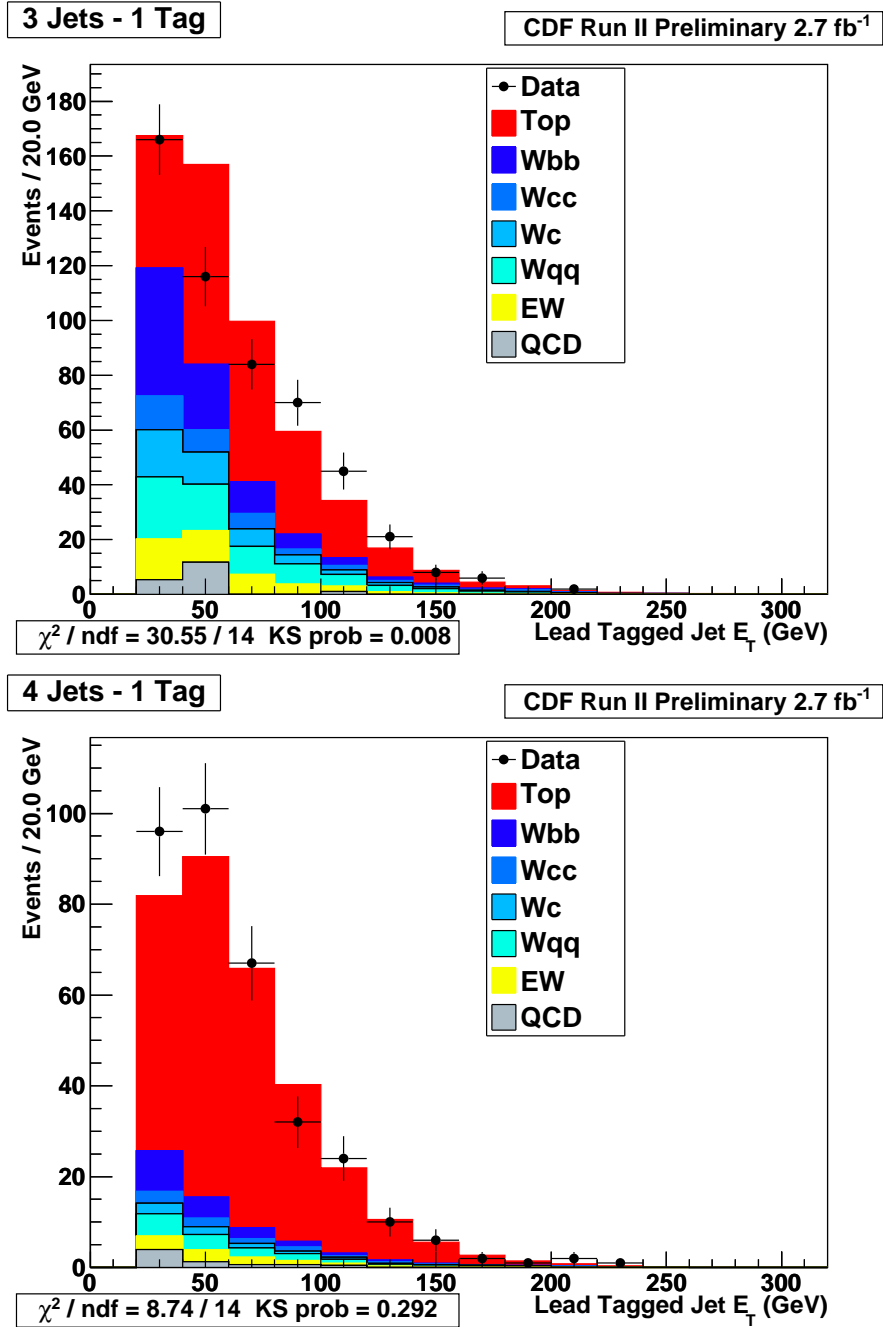 3 Jets - 1 Tag
CDF Run II Preliminary 2.7 fb⁻¹
Events / 20.0 GeV
180
160
140
120
100
80
60
40
20
0
Data
Top
Wbb
Wcc
Wc
Wqq
EW
QCD
0 50 100 150 200 250 300
Lead Tagged Jet E_T (GeV)
χ² / ndf = 30.55 / 14 KS prob = 0.008
4 Jets - 1 Tag
CDF Run II Preliminary 2.7 fb⁻¹
Events / 20.0 GeV
100
80
60
40
20
0
Data
Top
Wbb
Wcc
Wc
Wqq
EW
QCD
0 50 100 150 200 250 300
Lead Tagged Jet E_T (GeV)
χ² / ndf = 8.74 / 14 KS prob = 0.292